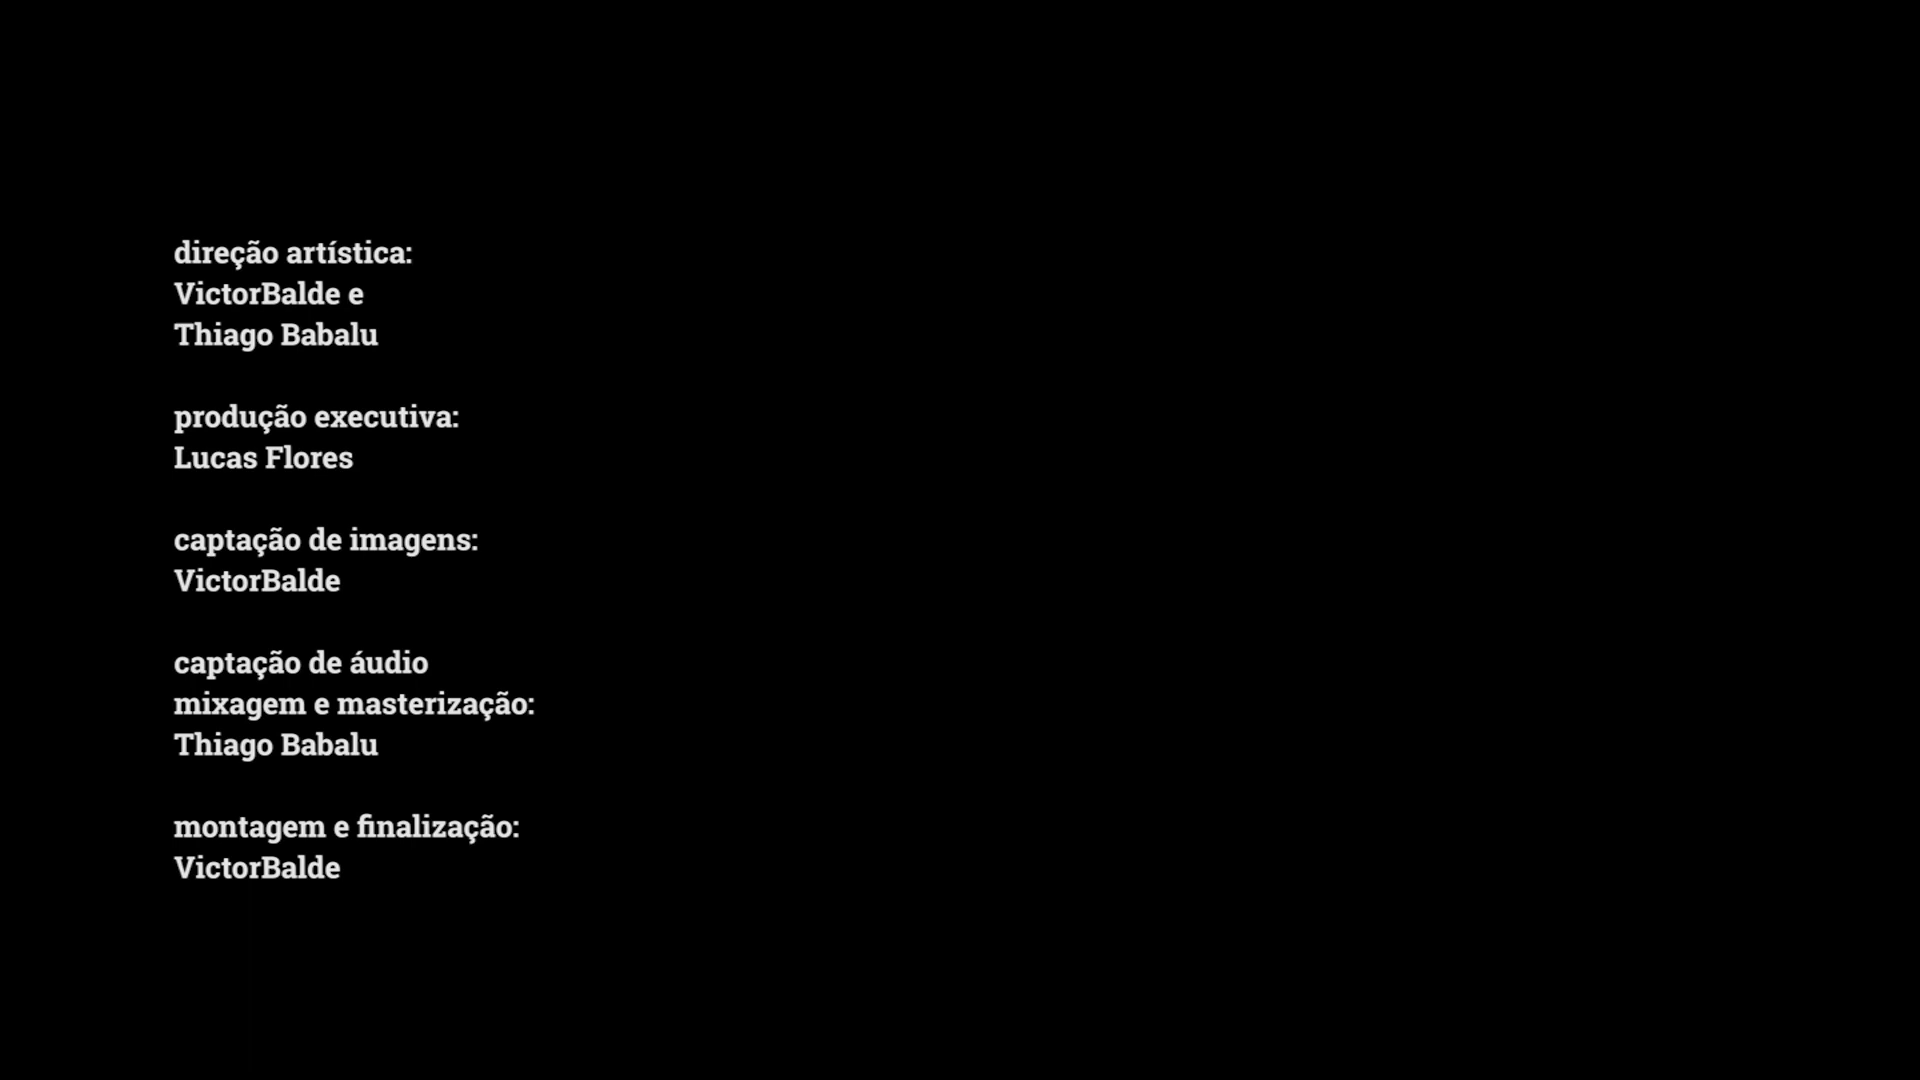 direção artística:
VictorBalde e
Thiago Babalu
produção executiva:
Lucas Flores
captação de imagens:
VictorBalde
captação de áudio
mixagem e masterização:
Thiago Babalu
montagem e finalização:
VictorBalde